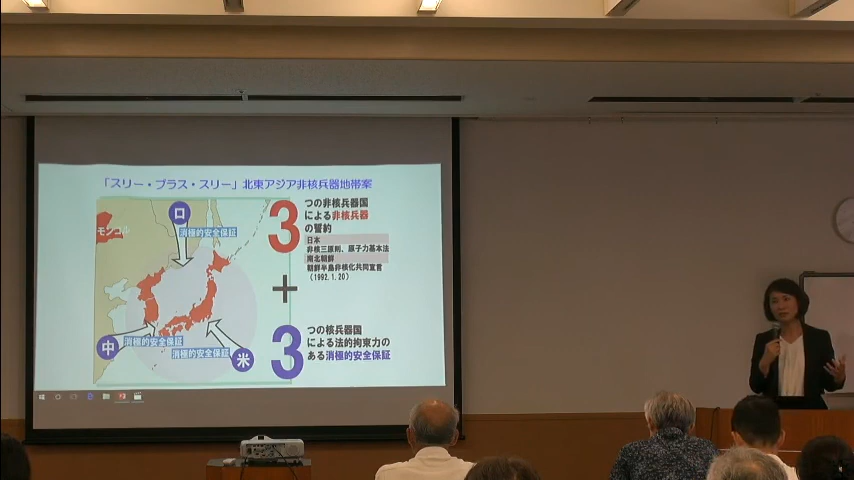 「スリー・プラス・スリー」北東アジア非核兵器地帯案
モンゴル
ロ
消極的安全保証
中
消極的安全保証
消極的安全保証
米
3
つの非核兵器国
による非核兵器
の誓約
日本
非核三原則、原子力基本法
南北朝鮮
朝鮮半島非核化共同宣言
(1992.1.20)
+
3
つの核兵器国
による法的拘束力の
ある消極的安全保証